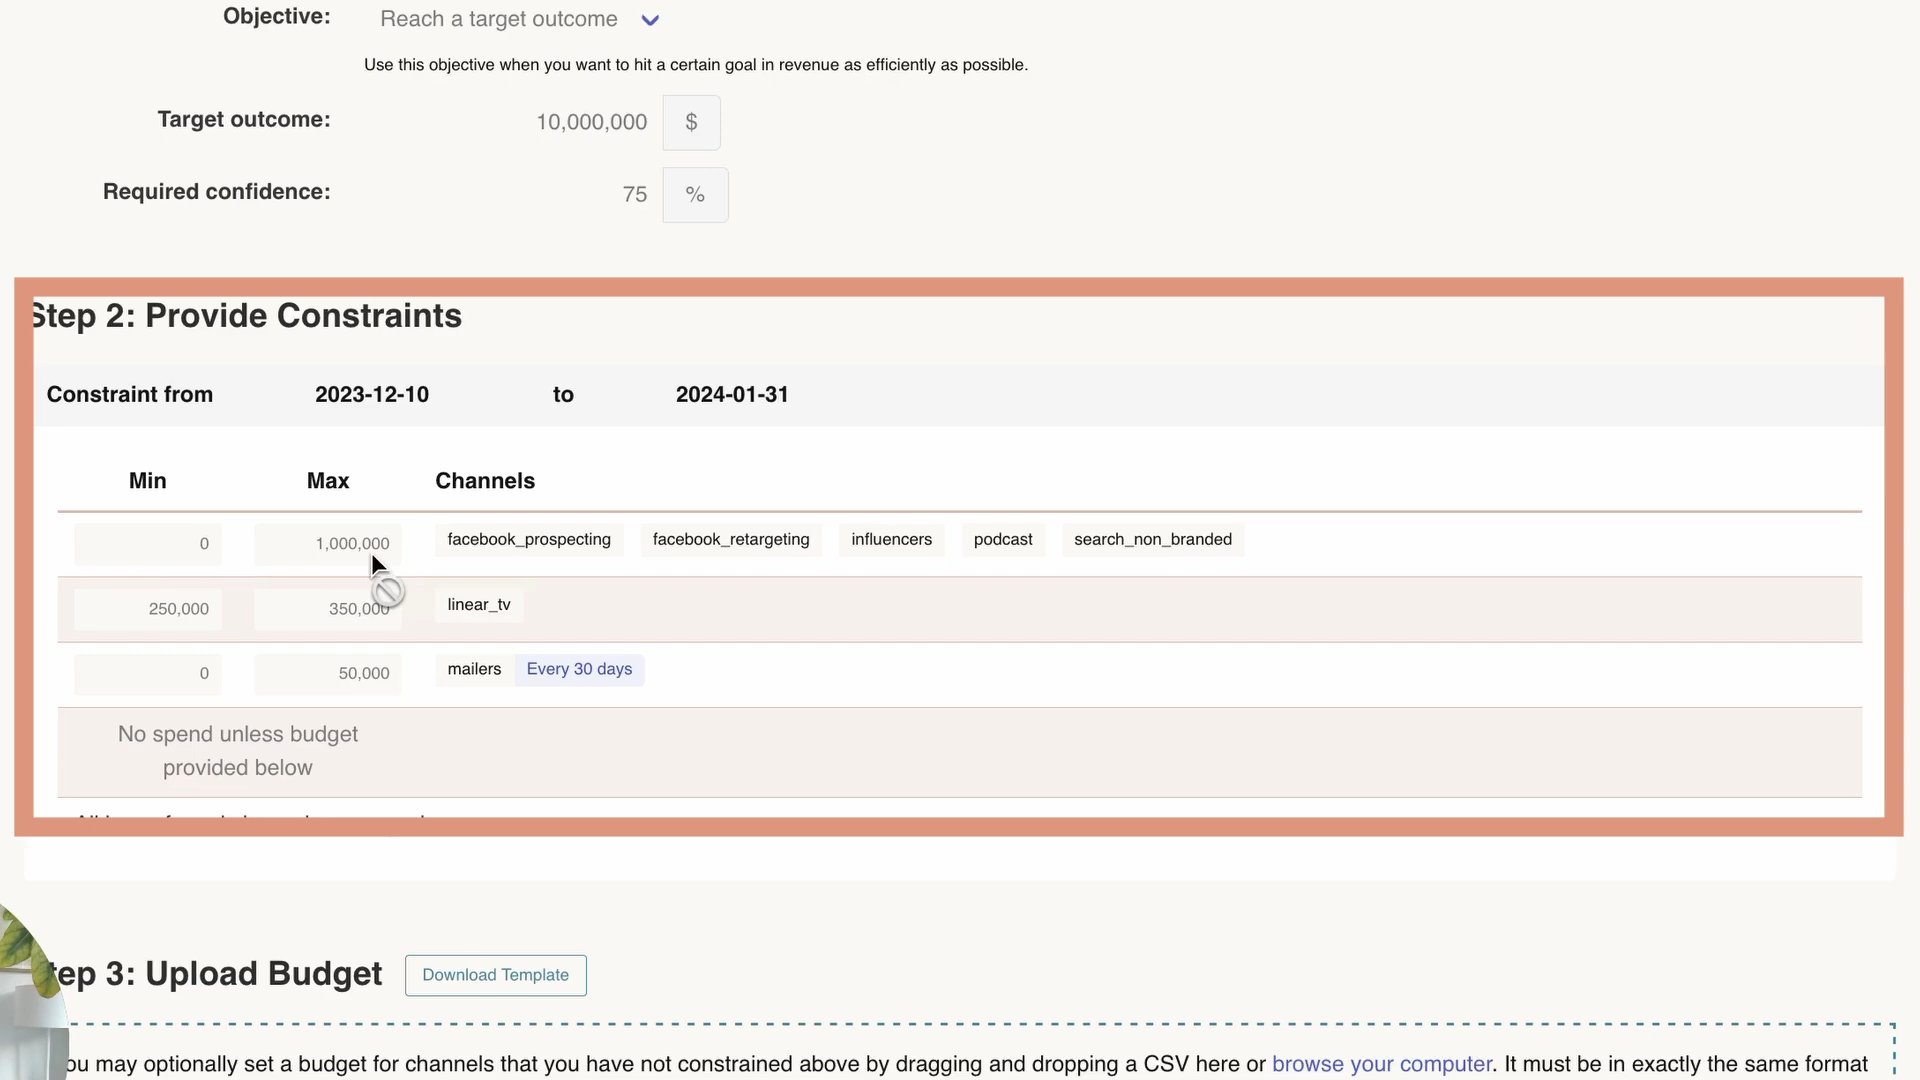 Objective: Reach a target outcome
Use this objective when you want to hit a certain goal in revenue as efficiently as possible.
Target outcome: 10,000,000 $
Required confidence: 75 %
Step 2: Provide Constraints
Constraint from 2023-12-10 to 2024-01-31
Min Max Channels
0 1,000,000 facebook_prospecting facebook_retargeting influencers podcast search_non_branded
250,000 350,000 linear_tv
0 50,000 mailers Every 30 days
No spend unless budget
provided below
tep 3: Upload Budget Download Template
ou may optionally set a budget for channels that you have not constrained above by dragging and dropping a CSV here or browse your computer. It must be in exactly the same format